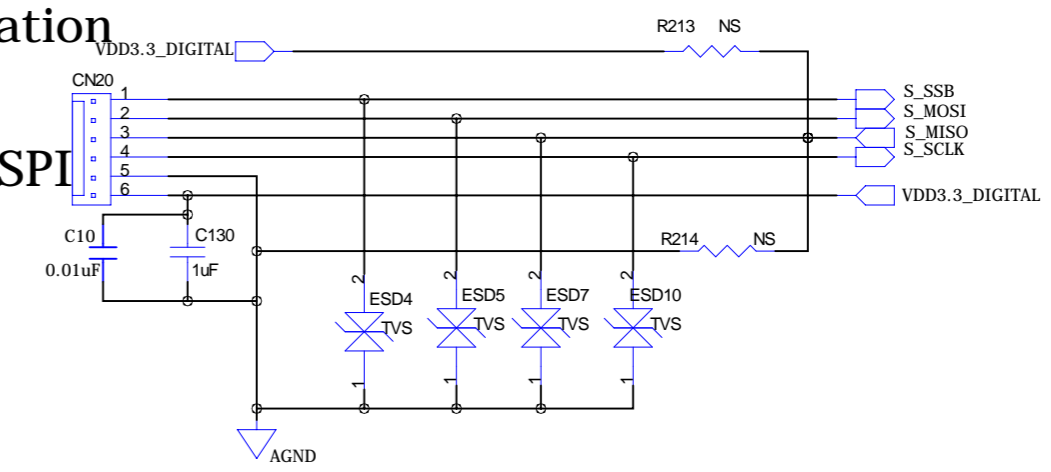 ation
R213 NS
VDD3.3_DIGITAL
CN20
1
2
3
4
5
6
S_SSB
S_MOSI
S_MISO
S_SCLK
SPI
VDD3.3_DIGITAL
C10
0.01uF
C130
1uF
R214 NS
2
2
2
2
ESD4
TVS
ESD5
TVS
ESD7
TVS
ESD10
TVS
1
1
1
1
AGND